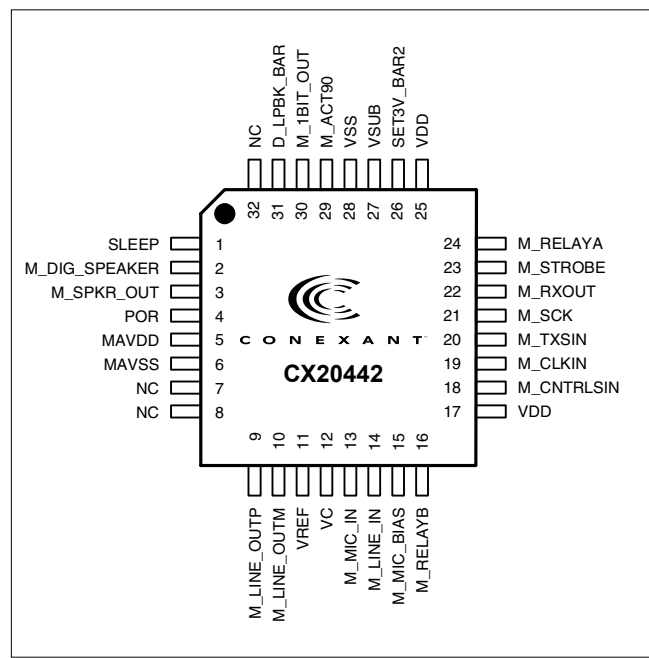 NC
D_LPBK_BAR
M_1BIT_OUT
M_ACT90
VSS
VSUB
SET3V_BAR2
VDD
32
31
30
29
28
27
26
25
SLEEP 1
M_DIG_SPEAKER 2
M_SPKR_OUT 3
POR 4
MAVDD 5
MAVSS 6
NC 7
NC 8
24 M_RELAYA
23 M_STROBE
22 M_RXOUT
21 M_SCK
20 M_TXSIN
19 M_CLKIN
18 M_CNTRLSIN
17 VDD
CONEXANT™
CX20442
9
10
11
12
13
14
15
16
M_LINE_OUTP
M_LINE_OUTM
VREF
VC
M_MIC_IN
M_LINE_IN
M_MIC_BIAS
M_RELAYB